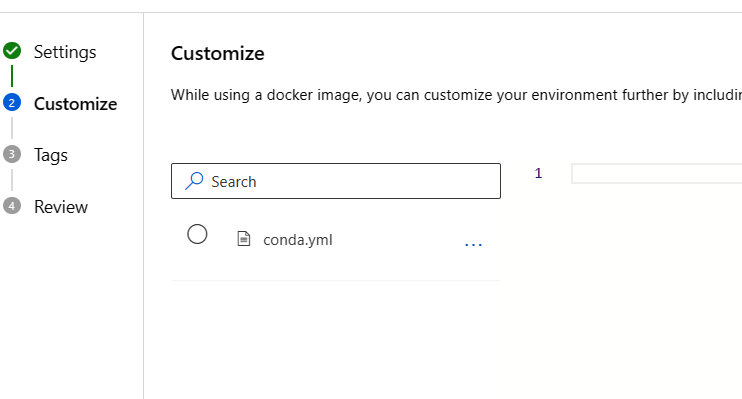 Settings
2 Customize
3 Tags
4 Review
Customize
While using a docker image, you can customize your environment further by
Search
conda.yml
...
1